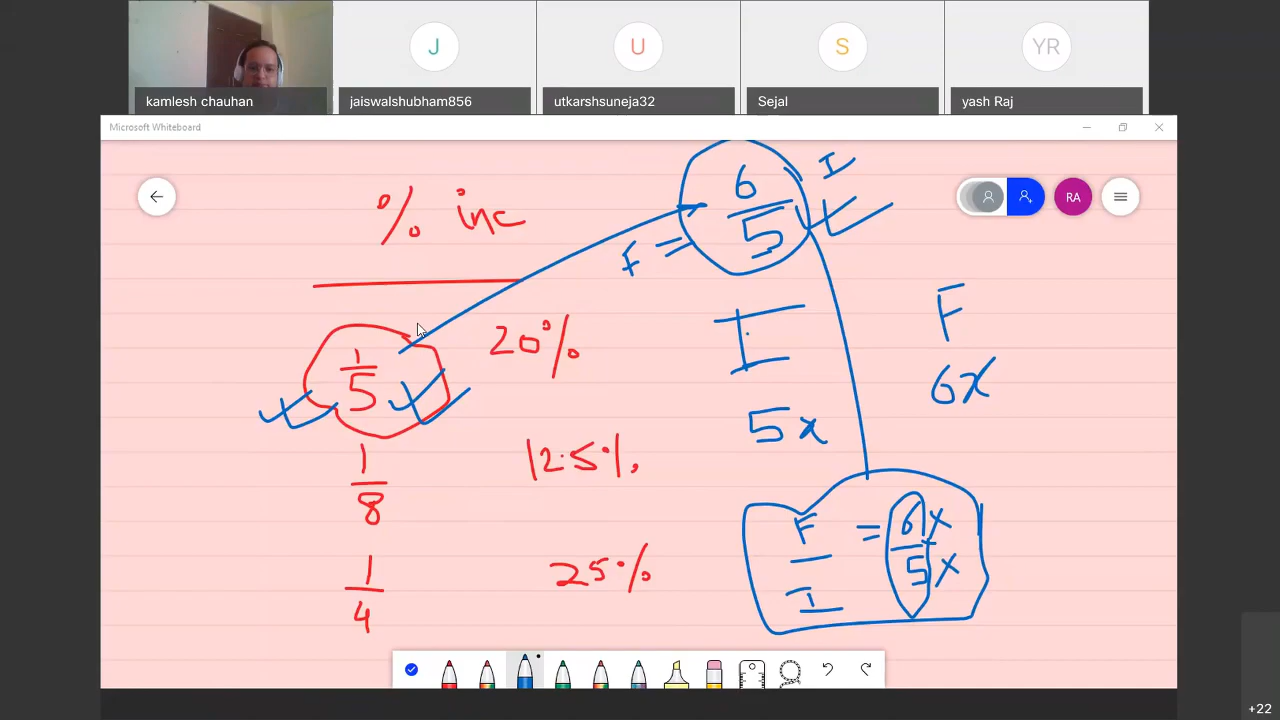 J
U
S
YR
kamlesh chauhan
jaiswalshubham856
utkarshsuneja32
Sejal
yash Raj
Microsoft Whiteboard
RA
% inc
F = 6/5 I
1/5 20%
1/8 12.5%
1/4 25%
I F
5x 6x
F/I = 6x/5x
+22